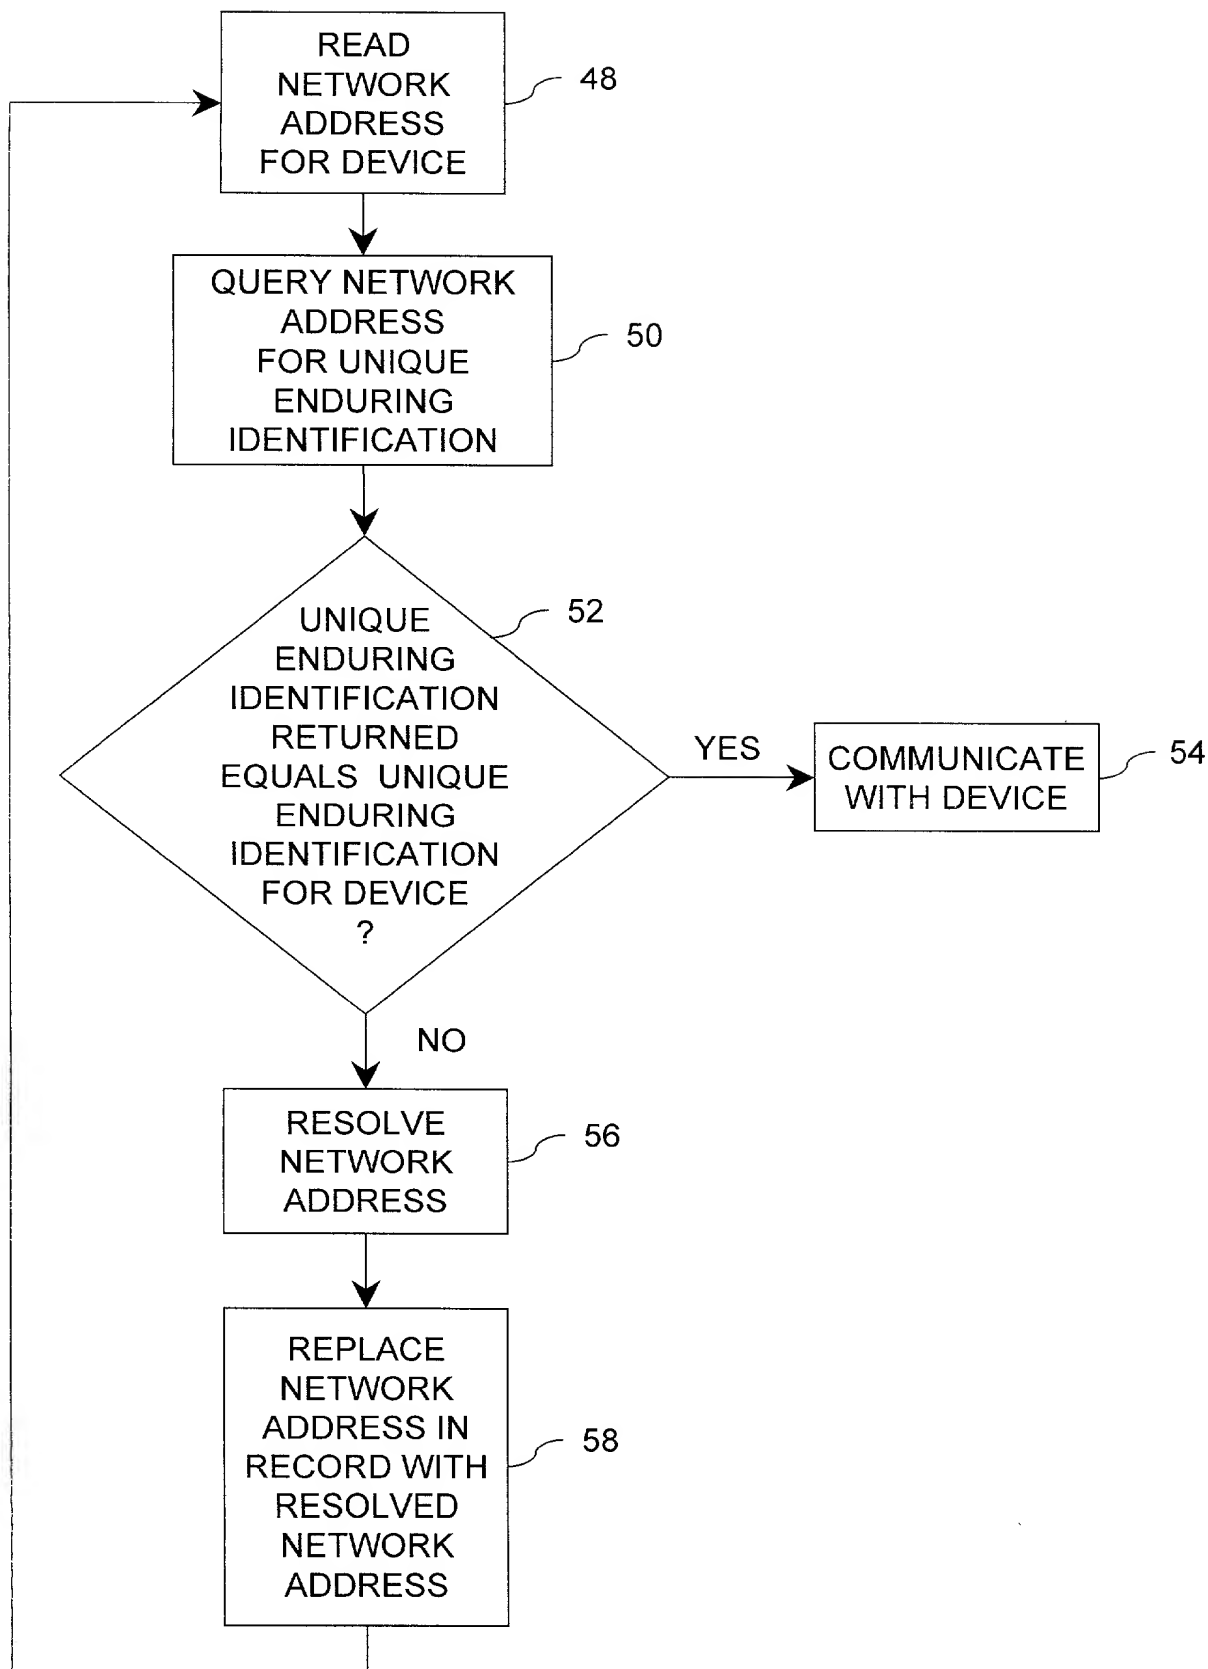 READ
NETWORK
ADDRESS
FOR DEVICE
48
QUERY NETWORK
ADDRESS
FOR UNIQUE
ENDURING
IDENTIFICATION
50
UNIQUE
ENDURING
IDENTIFICATION
RETURNED
EQUALS UNIQUE
ENDURING
IDENTIFICATION
FOR DEVICE
?
52
YES
COMMUNICATE
WITH DEVICE
54
NO
RESOLVE
NETWORK
ADDRESS
56
REPLACE
NETWORK
ADDRESS IN
RECORD WITH
RESOLVED
NETWORK
ADDRESS
58